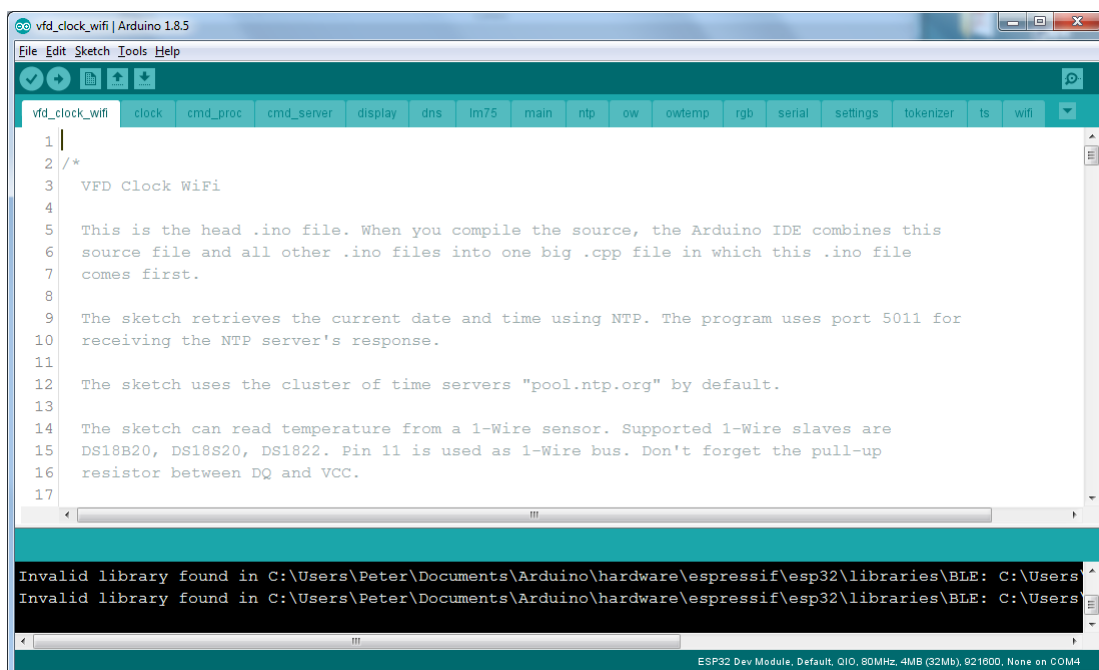 vfd_clock_wifi | Arduino 1.8.5
File Edit Sketch Tools Help
vfd_clock_wifi clock cmd_proc cmd_server display dns lm75 main ntp ow owtemp rgb serial settings tokenizer ts wifi
1
2 /*
3 VFD Clock WiFi
4
5 This is the head .ino file. When you compile the source, the Arduino IDE combines this
6 source file and all other .ino files into one big .cpp file in which this .ino file
7 comes first.
8
9 The sketch retrieves the current date and time using NTP. The program uses port 5011 for
10 receiving the NTP server's response.
11
12 The sketch uses the cluster of time servers "pool.ntp.org" by default.
13
14 The sketch can read temperature from a 1-Wire sensor. Supported 1-Wire slaves are
15 DS18B20, DS18S20, DS1822. Pin 11 is used as 1-Wire bus. Don't forget the pull-up
16 resistor between DQ and VCC.
17
Invalid library found in C:\Users\Peter\Documents\Arduino\hardware\espressif\esp32\libraries\BLE: C:\Users\
Invalid library found in C:\Users\Peter\Documents\Arduino\hardware\espressif\esp32\libraries\BLE: C:\Users\
ESP32 Dev Module, Default, QIO, 80MHz, 4MB (32Mb), 921600, None on COM4